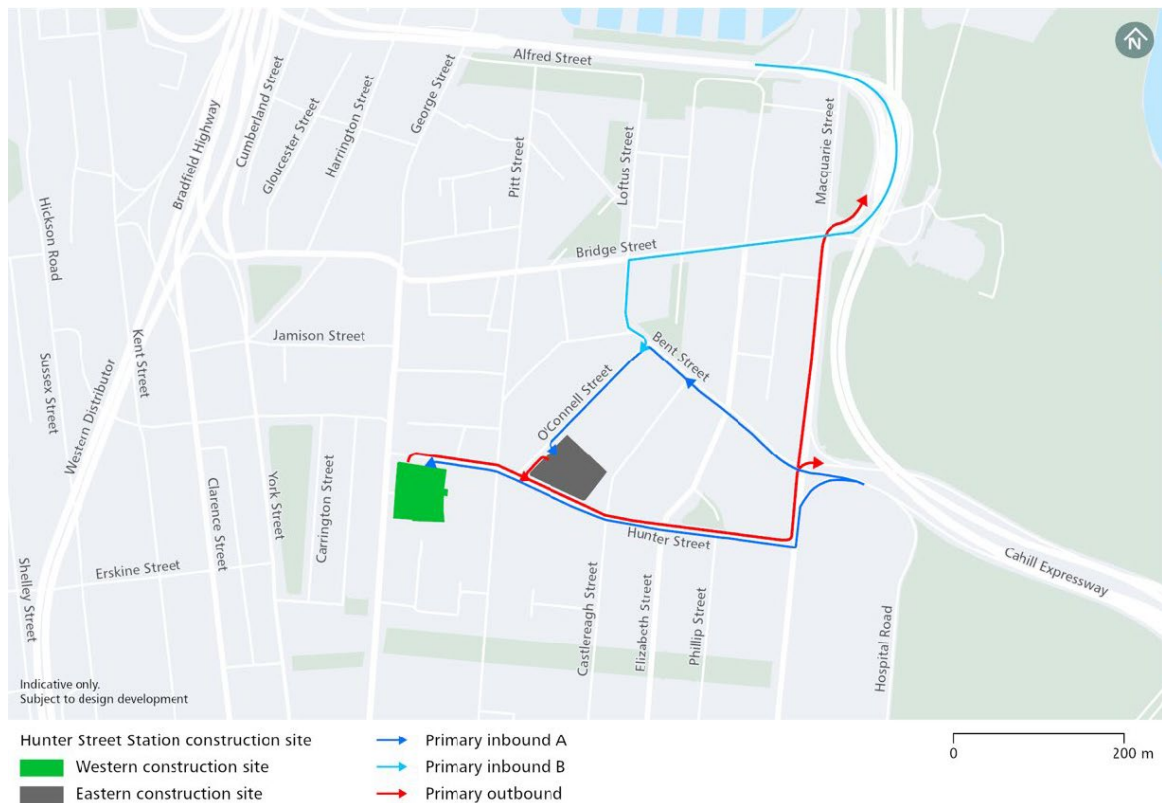 Alfred Street
N
Cumberland Street
Gloucester Street
Harrington Street
George Street
Bradfield Highway
Pitt Street
Loftus Street
Macquarie Street
Hickson Road
Bridge Street
Jamison Street
Kent Street
Bent Street
Sussex Street
Western Distributor
O'Connell Street
York Street
Clarence Street
Carrington Street
Hunter Street
Cahill Expressway
Shelley Street
Erskine Street
Castlereagh Street
Elizabeth Street
Phillip Street
Hospital Road
Indicative only.
Subject to design development
Hunter Street Station construction site
Western construction site
Eastern construction site
Primary inbound A
Primary inbound B
Primary outbound
0 200 m